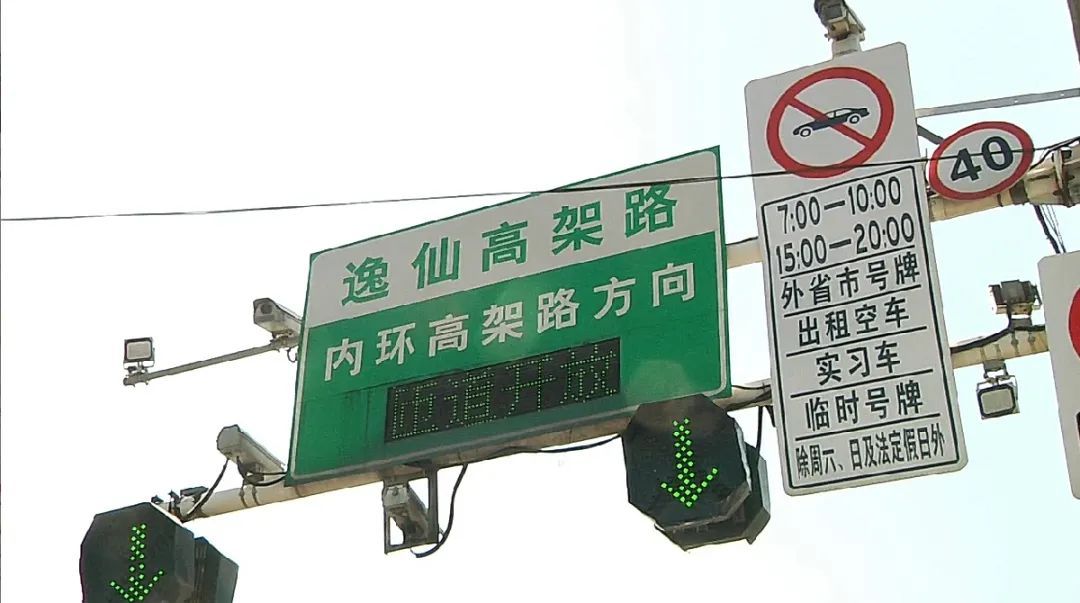 逸仙高架路
内环高架路方向
匝道开放
7:00—10:00
15:00—20:00
外省市号牌
出租空车
实习车
临时号牌
除周六、日及法定假日外
40